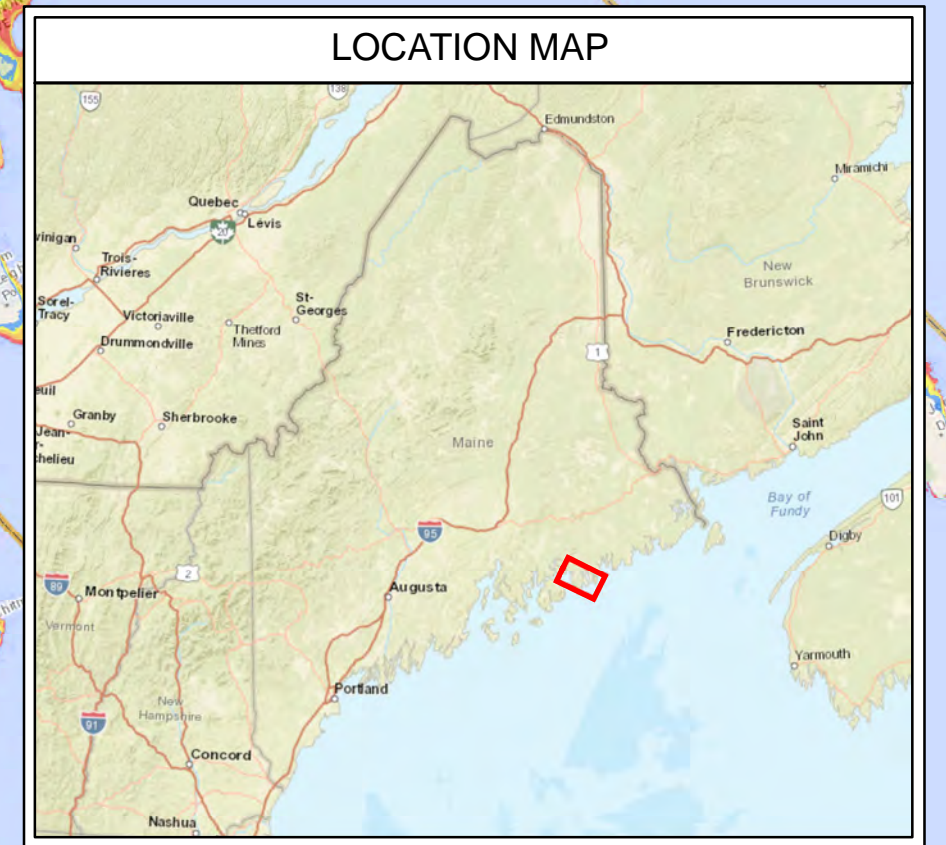 LOCATION MAP
155
138
Edmundston
Miramichi
Quebec
Lévis
20
vinigan
Trois-
Rivieres
New
Brunswick
Sorel-
Tracy
Victoriaville
St-
Georges
Thetford
Mines
Drummondville
Fredericton
1
euil
Granby
Sherbrooke
Saint
John
Jean-
r-
chelieu
Maine
Bay of
Fundy
101
95
Digby
2
89
Montpelier
Augusta
Vermont
Yarmouth
Portland
New
Hampshire
91
Concord
Nashua